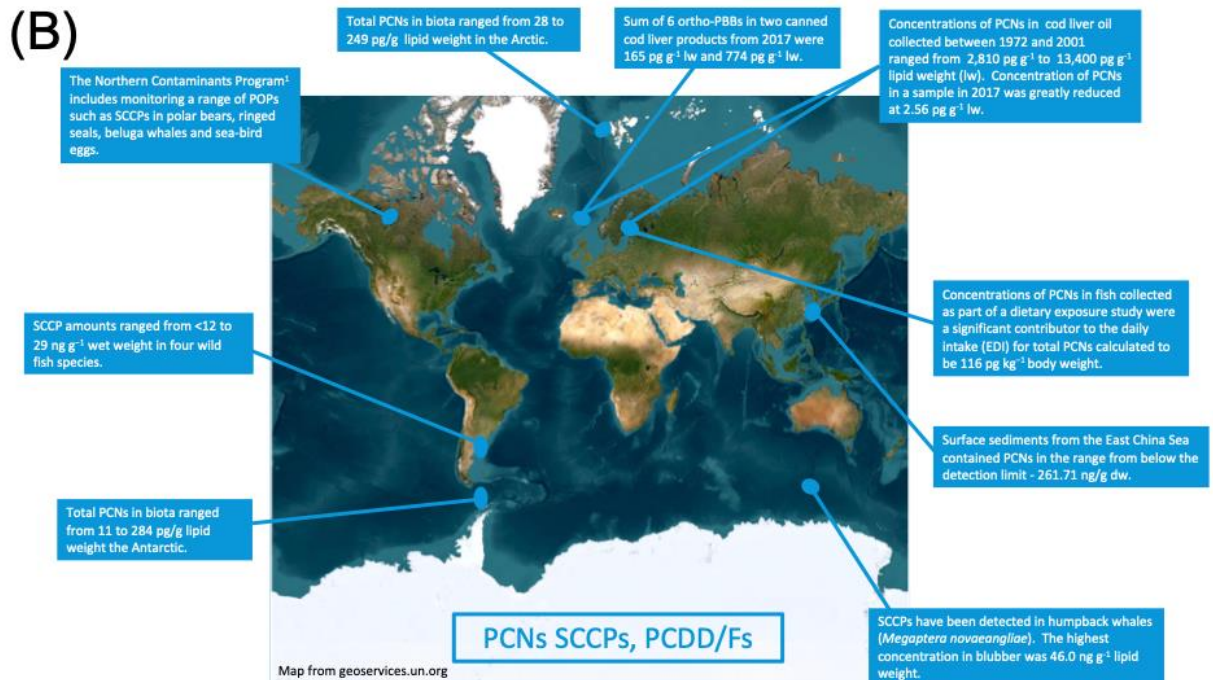 (B)
Total PCNs in biota ranged from 28 to
249 pg/g lipid weight in the Arctic.
Sum of 6 ortho-PBBs in two canned
cod liver products from 2017 were
165 pg g⁻¹ lw and 774 pg g⁻¹ lw.
Concentrations of PCNs in cod liver oil
collected between 1972 and 2001
ranged from 2,810 pg g⁻¹ to 13,400 pg g⁻¹
lipid weight (lw). Concentration of PCNs
in a sample in 2017 was greatly reduced
at 2.56 pg g⁻¹ lw.
The Northern Contaminants Program¹
includes monitoring a range of POPs
such as SCCPs in polar bears, ringed
seals, beluga whales and sea-bird
eggs.
SCCP amounts ranged from <12 to
29 ng g⁻¹ wet weight in four wild
fish species.
Concentrations of PCNs in fish collected
as part of a dietary exposure study were
a significant contributor to the daily
intake (EDI) for total PCNs calculated to
be 116 pg kg⁻¹ body weight.
Surface sediments from the East China Sea
contained PCNs in the range from below the
detection limit - 261.71 ng/g dw.
Total PCNs in biota ranged
from 11 to 284 pg/g lipid
weight the Antarctic.
SCCPs have been detected in humpback whales
(Megaptera novaeangliae). The highest
concentration in blubber was 46.0 ng g⁻¹ lipid
weight.
PCNs SCCPs, PCDD/Fs
Map from geoservices.un.org